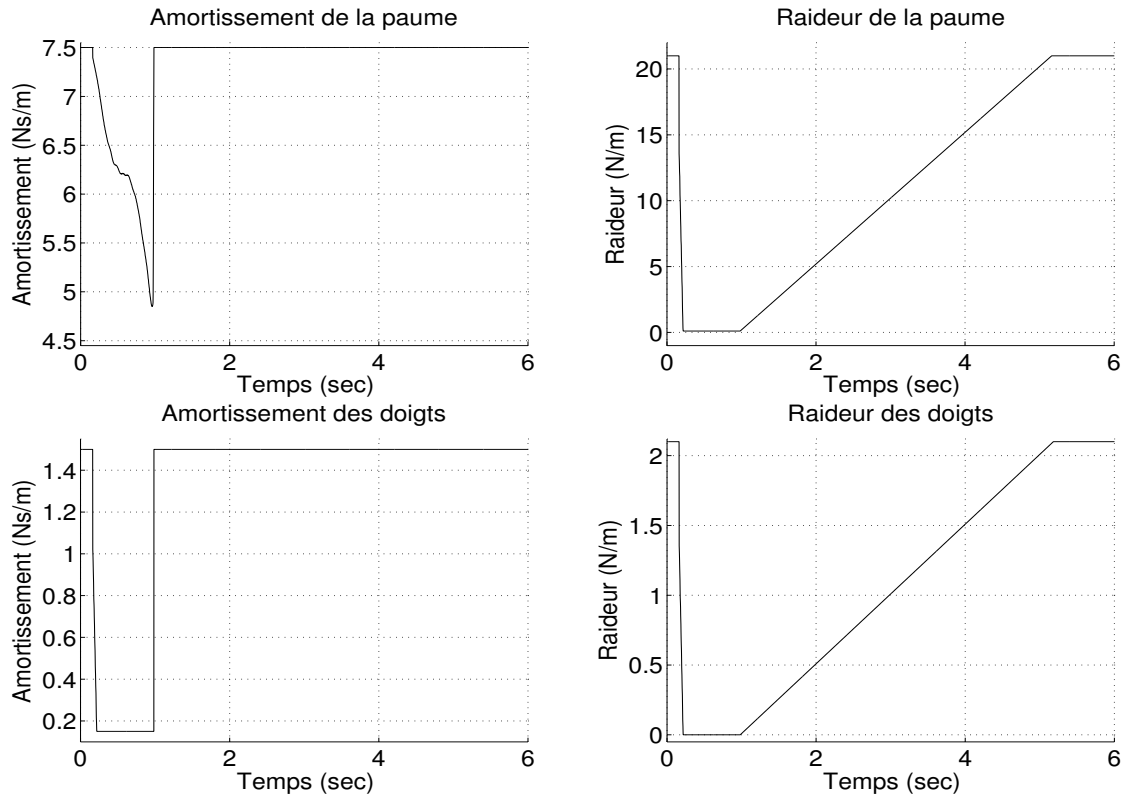 Amortissement de la paume
Amortissement (Ns/m)
7.5
7
6.5
6
5.5
5
4.5
0 2 4 6
Temps (sec)
Raideur de la paume
Raideur (N/m)
20
15
10
5
0
0 2 4 6
Temps (sec)
Amortissement des doigts
Amortissement (Ns/m)
1.4
1.2
1
0.8
0.6
0.4
0.2
0 2 4 6
Temps (sec)
Raideur des doigts
Raideur (N/m)
2
1.5
1
0.5
0
0 2 4 6
Temps (sec)